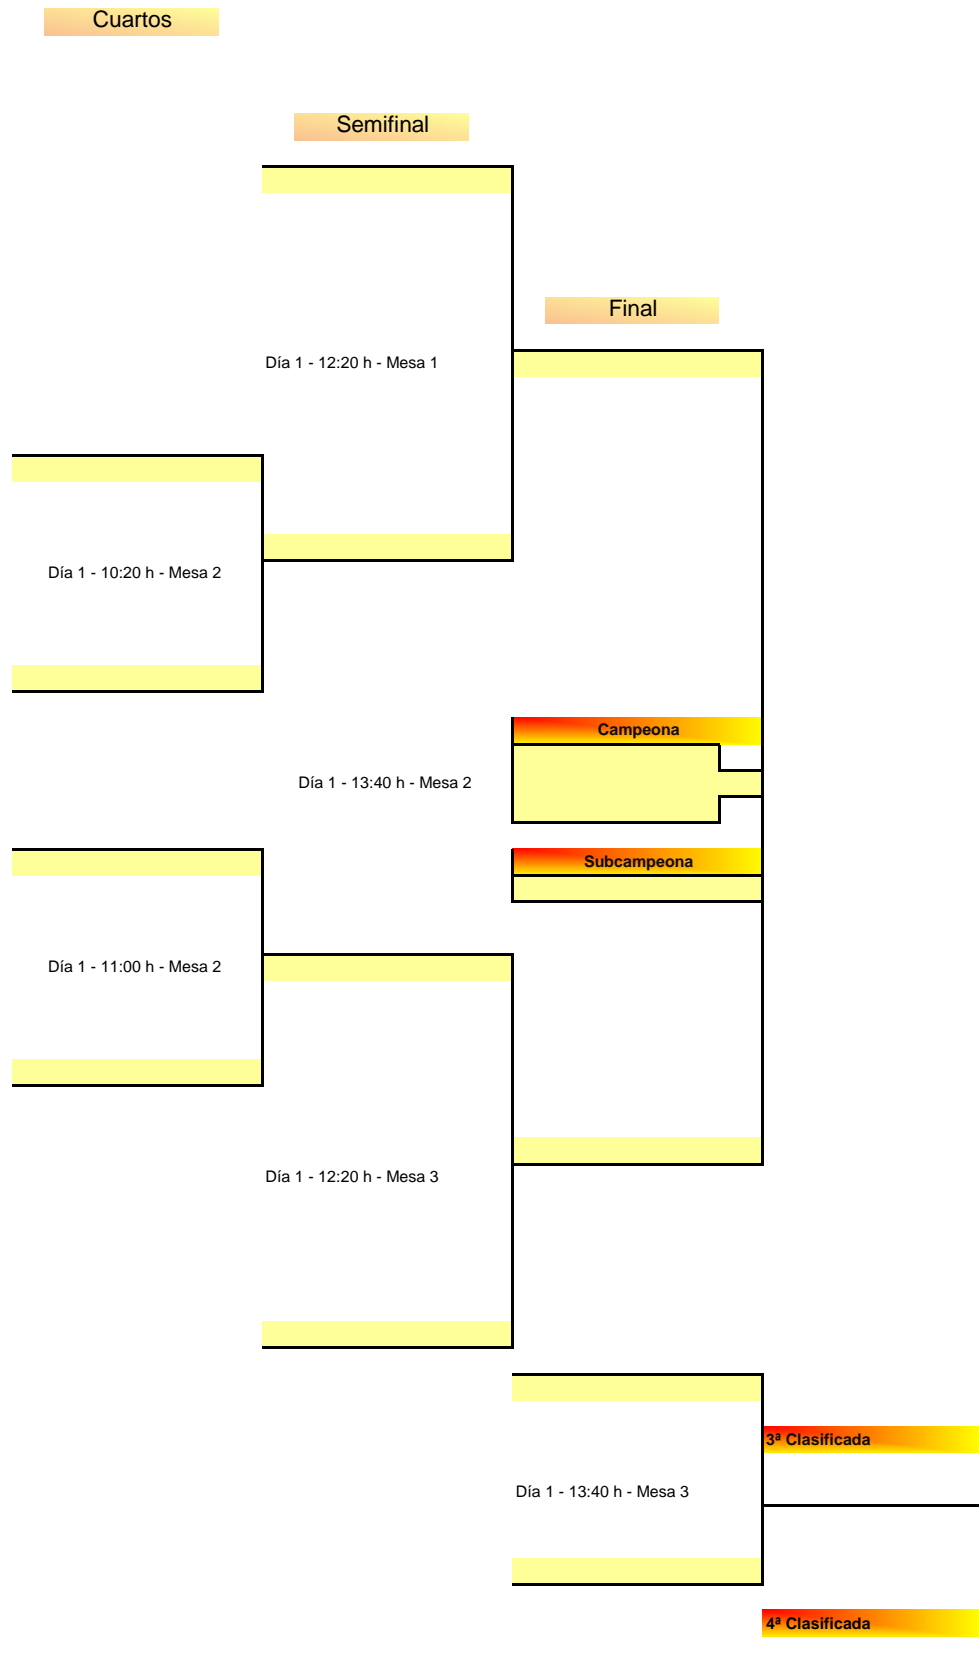 Cuartos
Semifinal
Final
Día 1 - 12:20 h - Mesa 1
Día 1 - 10:20 h - Mesa 2
Campeona
Día 1 - 13:40 h - Mesa 2
Subcampeona
Día 1 - 11:00 h - Mesa 2
Día 1 - 12:20 h - Mesa 3
3ª Clasificada
Día 1 - 13:40 h - Mesa 3
4ª Clasificada